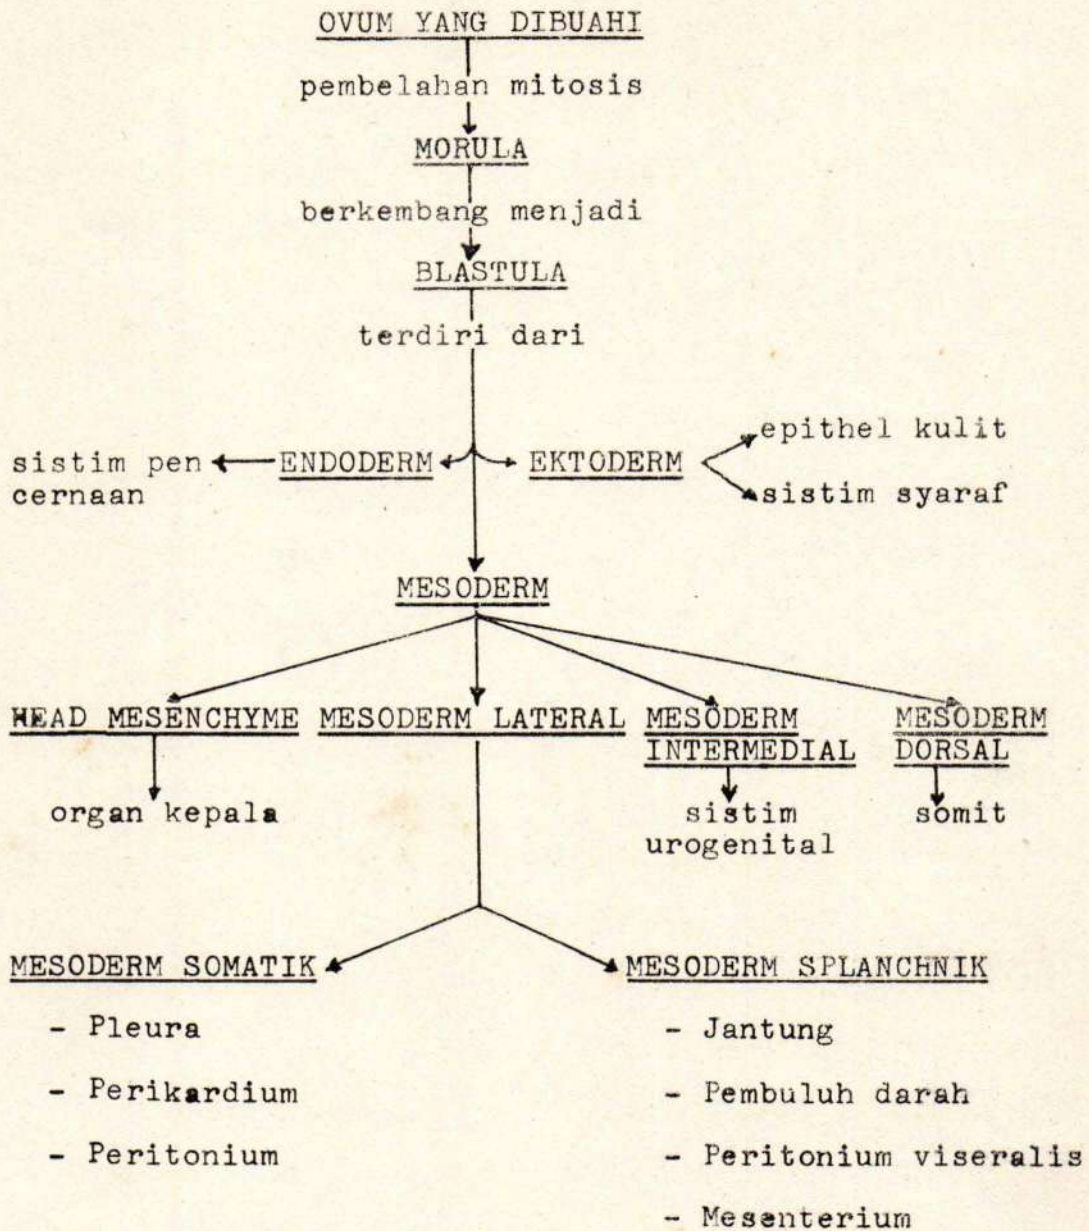 OVUM YANG DIBUAHI
pembelahan mitosis
MORULA
berkembang menjadi
BLASTULA
terdiri dari
epithel kulit
sistim pen
cernaan
ENDODERM
EKTODERM
sistim syaraf
MESODERM
HEAD MESENCHYME
MESODERM LATERAL
MESODERM
INTERMEDIAL
MESODERM
DORSAL
organ kepala
sistim
urogenital
somit
MESODERM SOMATIK
- Pleura
- Perikardium
- Peritonium
MESODERM SPLANCHNIK
- Jantung
- Pembuluh darah
- Peritonium viseralis
- Mesenterium